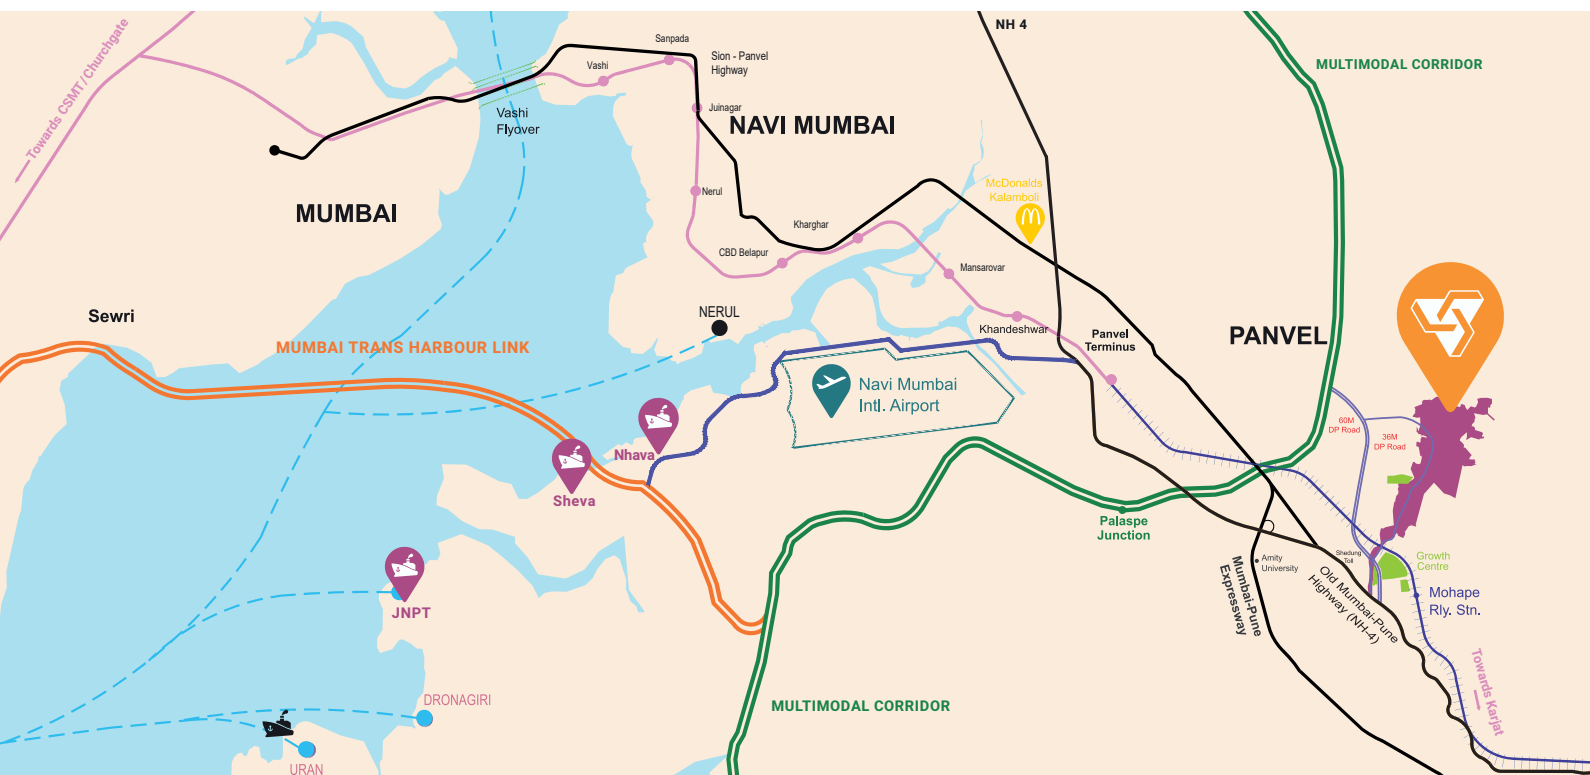 NH 4
Towards CSMT/Churchgate
Sanpada
Sion - Panvel
Highway
MULTIMODAL CORRIDOR
Vashi
Juinagar
Vashi
Flyover
NAVI MUMBAI
McDonalds
Kalamboli
Nerul
MUMBAI
Kharghar
CBD Belapur
Mansarovar
NERUL
Sewri
Khandeshwar
Panvel
Terminus
PANVEL
MUMBAI TRANS HARBOUR LINK
Navi Mumbai
Intl. Airport
60M
DP Road
36M
DP Road
Nhava
Sheva
Palaspe
Junction
Shedung
Toll
Growth
Centre
Amity
University
Mumbai-Pune
Expressway
Old Mumbai-Pune
Highway (NH-4)
Mohape
Rly. Stn.
JNPT
Towards Karjat
DRONAGIRI
MULTIMODAL CORRIDOR
URAN